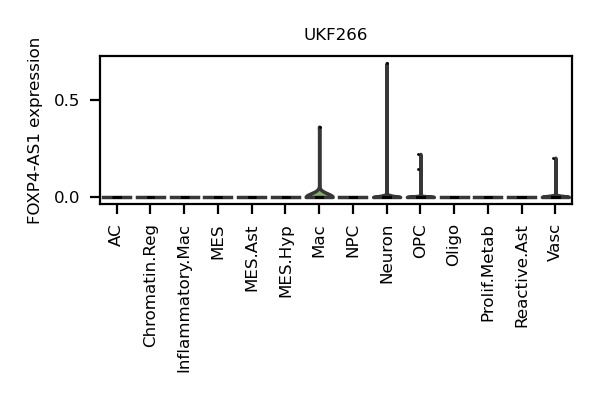 UKF266
FOXP4-AS1 expression
0.5
0.0
AC
Chromatin.Reg
Inflammatory.Mac
MES
MES.Ast
MES.Hyp
Mac
NPC
Neuron
OPC
Oligo
Prolif.Metab
Reactive.Ast
Vasc